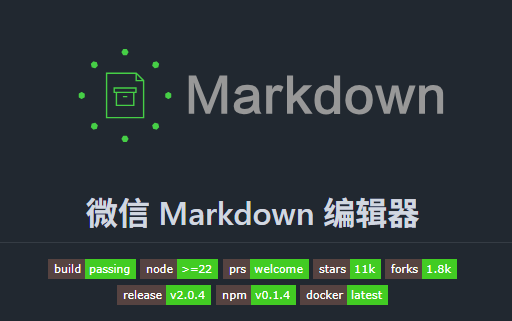 Markdown
微信 Markdown 编辑器
build passing node >=22 prs welcome stars 11k forks 1.8k
release v2.0.4 npm v0.1.4 docker latest